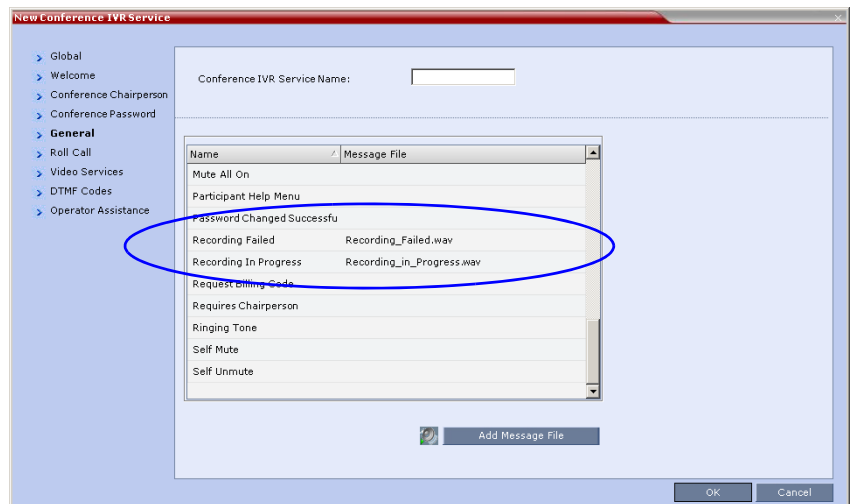 New Conference IVR Service
Global
Welcome
Conference Chairperson
Conference Password
General
Roll Call
Video Services
DTMF Codes
Operator Assistance
Conference IVR Service Name:
Name Message File
Mute All On
Participant Help Menu
Password Changed Successfu
Recording Failed Recording_Failed.wav
Recording In Progress Recording_in_Progress.wav
Request Billing Code
Requires Chairperson
Ringing Tone
Self Mute
Self Unmute
Add Message File
OK Cancel